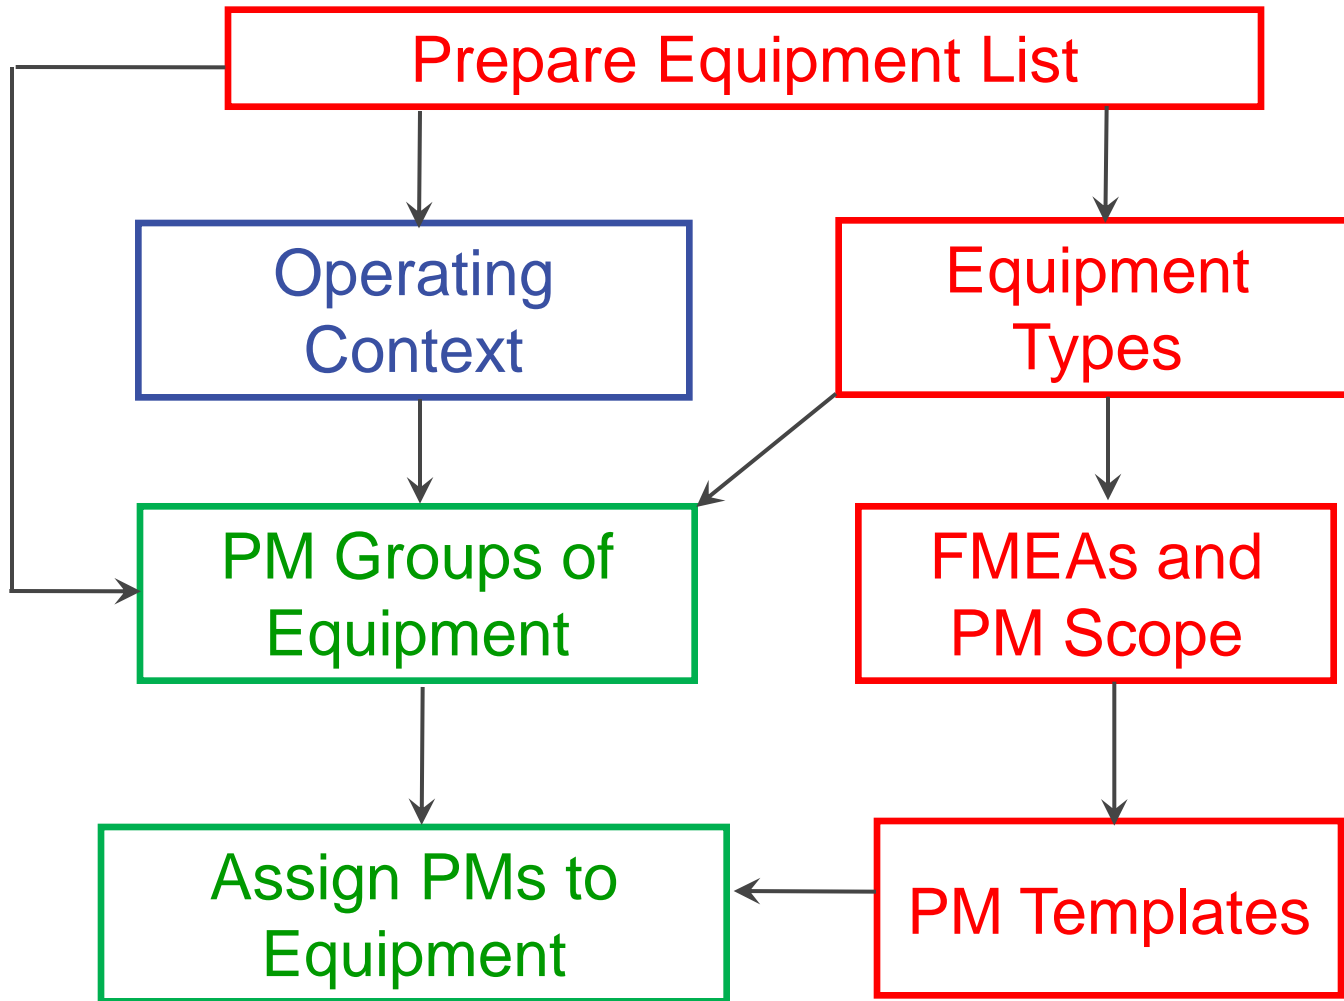 Prepare Equipment List
Operating
Context
Equipment
Types
PM Groups of
Equipment
FMEAs and
PM Scope
Assign PMs to
Equipment
PM Templates